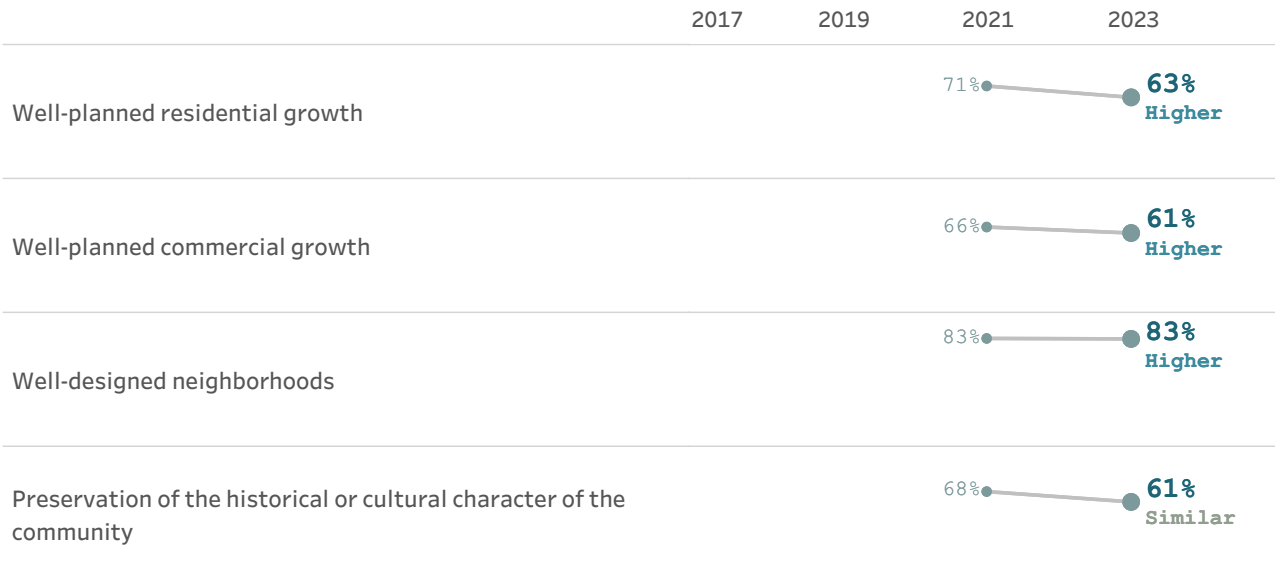 2017 2019 2021 2023
71% 63%
Higher
Well-planned residential growth
66% 61%
Higher
Well-planned commercial growth
83% 83%
Higher
Well-designed neighborhoods
68% 61%
Similar
Preservation of the historical or cultural character of the
community